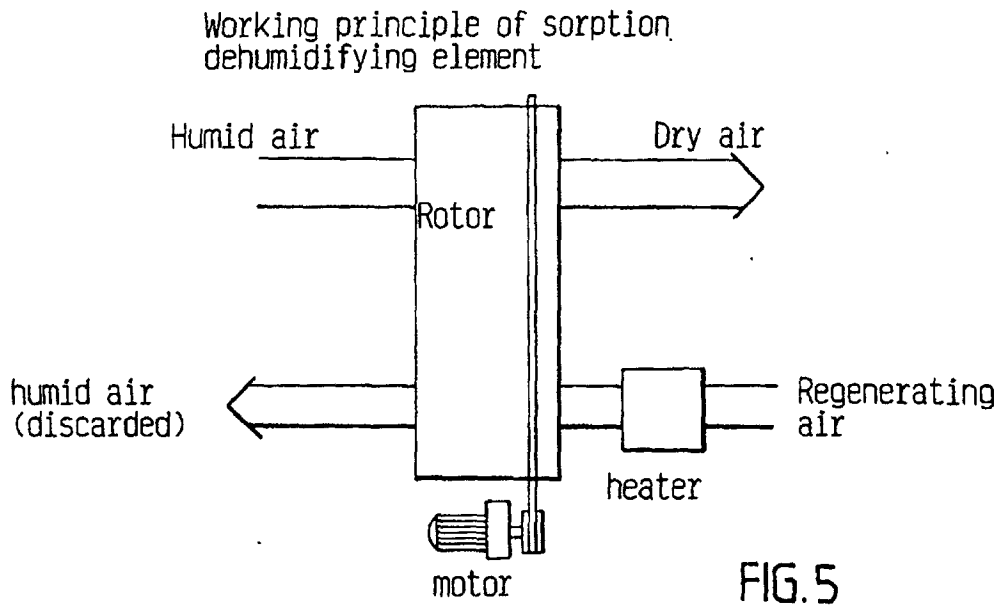 Working principle of sorption
dehumidifying element
Humid air
Dry air
Rotor
humid air
(discarded)
Regenerating
air
heater
motor
FIG.5